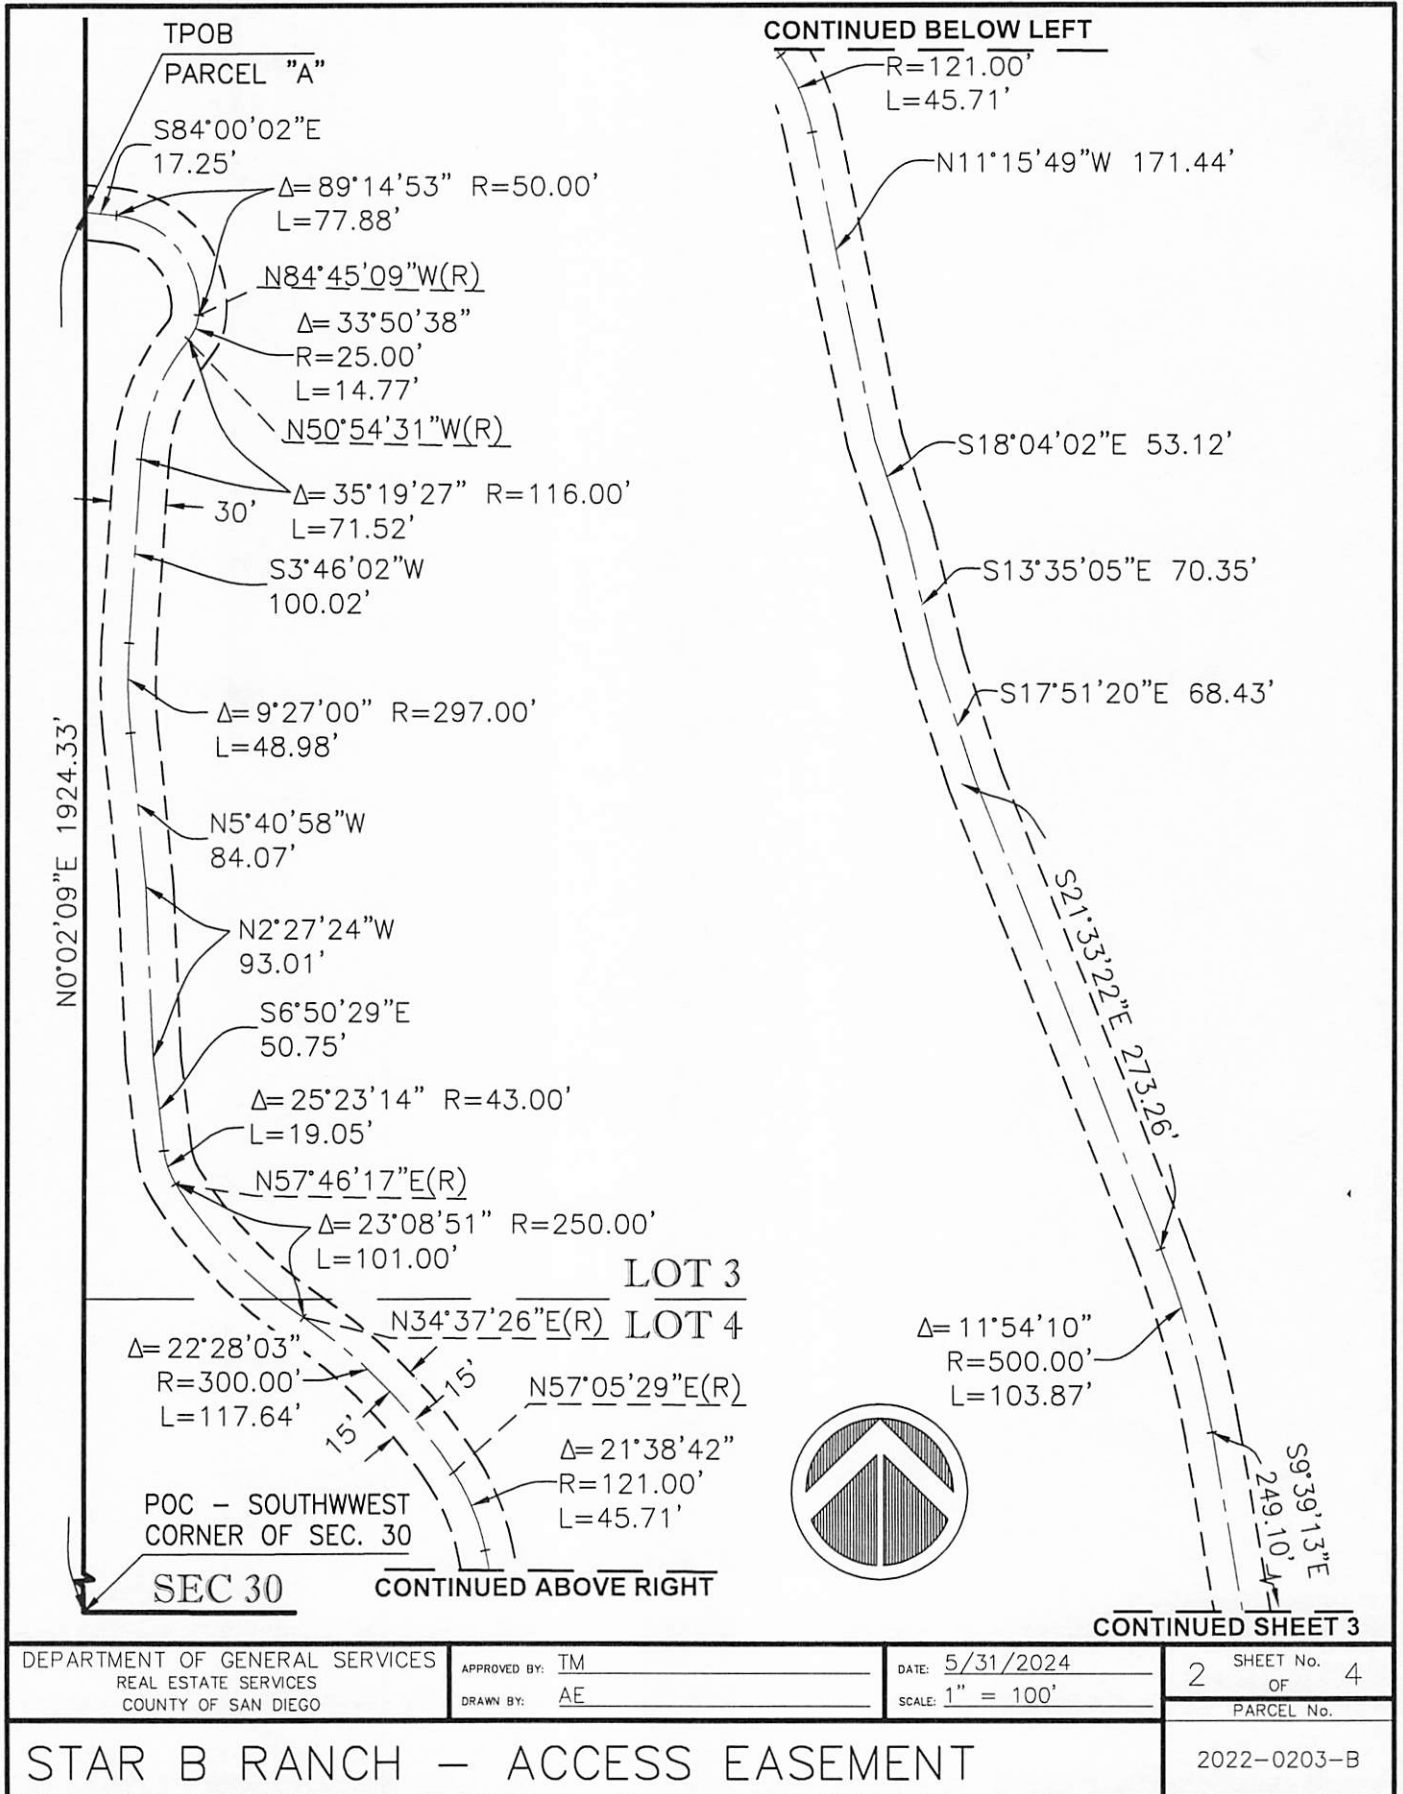 TPOB
PARCEL "A"
S84°00'02"E
17.25'
Δ=89°14'53" R=50.00'
L=77.88'
N84°45'09"W(R)
Δ=33°50'38"
R=25.00'
L=14.77'
N50°54'31"W(R)
Δ=35°19'27" R=116.00'
L=71.52'
30'
S3°46'02"W
100.02'
Δ=9°27'00" R=297.00'
L=48.98'
N0°02'09"E 1924.33'
N5°40'58"W
84.07'
N2°27'24"W
93.01'
S6°50'29"E
50.75'
Δ=25°23'14" R=43.00'
L=19.05'
N57°46'17"E(R)
Δ=23°08'51" R=250.00'
L=101.00'
LOT 3
N34°37'26"E(R)
LOT 4
Δ=22°28'03"
R=300.00'
L=117.64'
15'
15'
N57°05'29"E(R)
Δ=21°38'42"
R=121.00'
L=45.71'
POC – SOUTHWWEST
CORNER OF SEC. 30
SEC 30
CONTINUED ABOVE RIGHT
CONTINUED BELOW LEFT
R=121.00'
L=45.71'
N11°15'49"W 171.44'
S18°04'02"E 53.12'
S13°35'05"E 70.35'
S17°51'20"E 68.43'
S21°33'22"E 273.26'
Δ=11°54'10"
R=500.00'
L=103.87'
S9°39'13"E
249.10'
CONTINUED SHEET 3
DEPARTMENT OF GENERAL SERVICES
REAL ESTATE SERVICES
COUNTY OF SAN DIEGO
APPROVED BY: TM
DRAWN BY: AE
DATE: 5/31/2024
SCALE: 1" = 100'
2 SHEET No. OF 4
PARCEL No.
2022-0203-B
STAR B RANCH – ACCESS EASEMENT